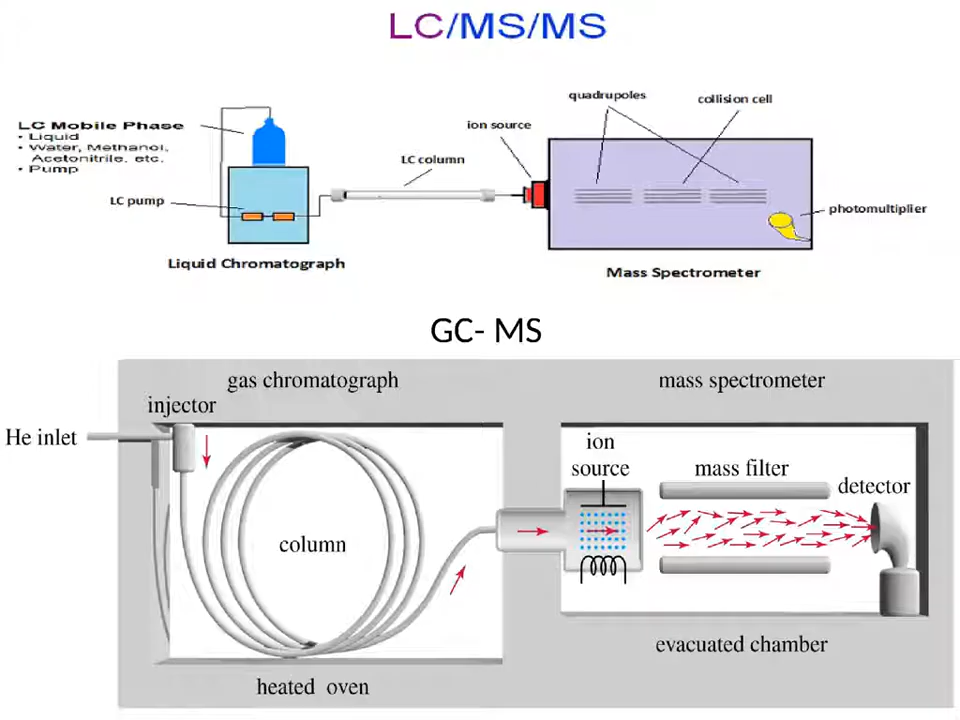 LC/MS/MS
quadrupoles
collision cell
ion source
LC Mobile Phase
• Liquid
• Water, Methanol,
Acetonitrile, etc.
• Pump
LC column
LC pump
photomultiplier
Liquid Chromatograph
Mass Spectrometer
GC- MS
gas chromatograph
mass spectrometer
injector
He inlet
ion
source
mass filter
detector
column
evacuated chamber
heated oven